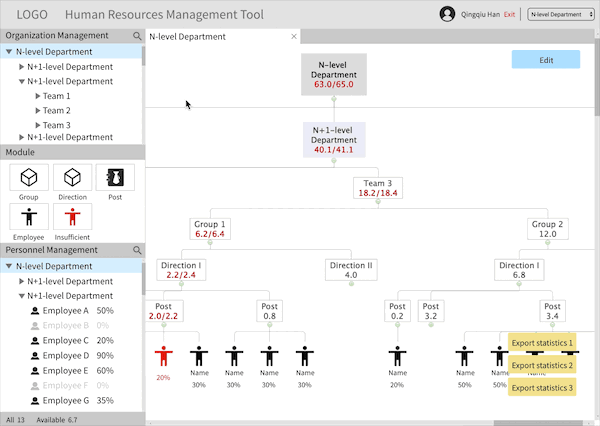 LOGO Human Resources Management Tool Qingqiu Han Exit N-level Department
Organization Management
N-level Department
N+1-level Department
N+1-level Department
Team 1
Team 2
Team 3
N+1-level Department
Module
Group Direction Post
Employee Insufficient
Personnel Management
N-level Department
N+1-level Department
N+1-level Department
Employee A 50%
Employee B 0%
Employee C 20%
Employee D 90%
Employee E 60%
Employee F 0%
Employee G 35%
All 13 Available 6.7
N-level Department ×
Edit
N-level
Department
63.0/65.0
N+1-level
Department
40.1/41.1
Team 3
18.2/18.4
Group 1
6.2/6.4
Group 2
12.0
Direction I
2.2/2.4
Direction II
4.0
Direction I
6.8
Post
2.0/2.2
Post
0.8
Post
0.2
Post
3.2
Post
3.4
20%
Name
30%
Name
30%
Name
30%
Name
20%
Name
50%
Name
50%
Export statistics 1
Export statistics 2
Export statistics 3